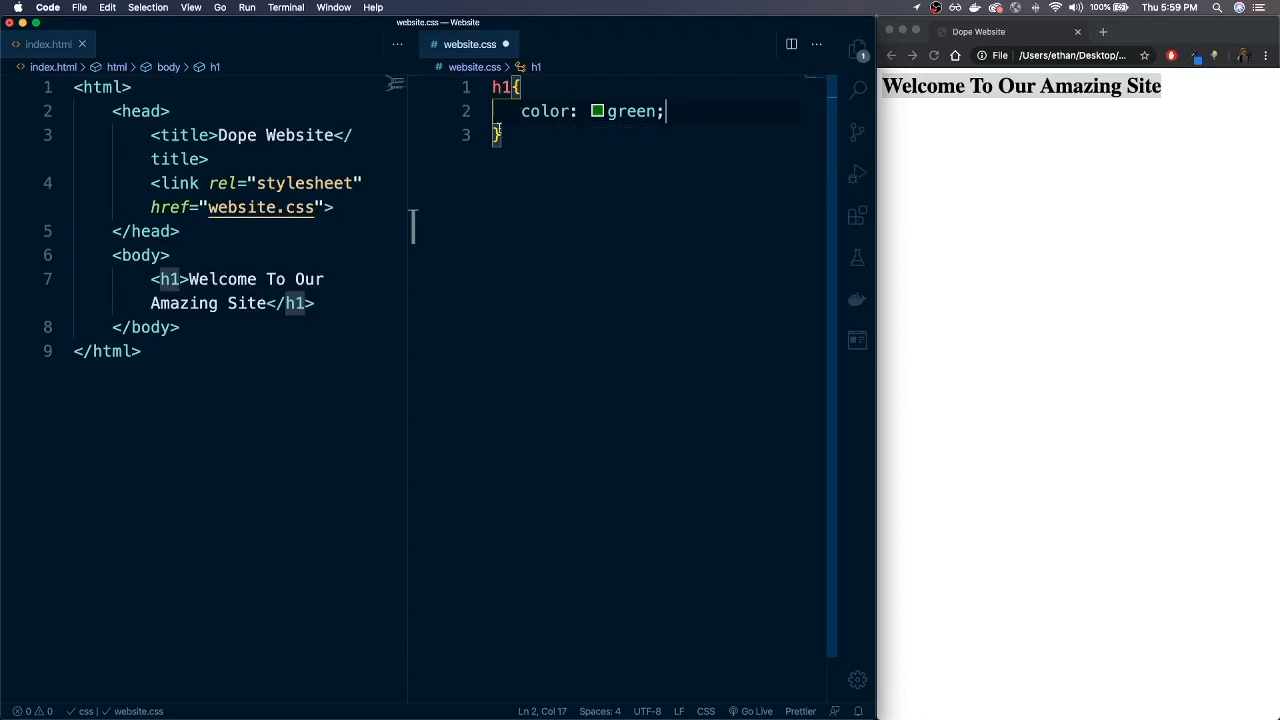 Code File Edit Selection View Go Run Terminal Window Help 100% Thu 5:59 PM
website.css — Website
index.html
website.css
Dope Website
index.html > html > body > h1
website.css > h1
File /Users/ethan/Desktop/...
1 <html>
2 <head>
3 <title>Dope Website</
title>
4 <link rel="stylesheet"
href="website.css">
5 </head>
6 <body>
7 <h1>Welcome To Our
Amazing Site</h1>
8 </body>
9 </html>
1 h1{
2 color: green;
3 }
1
Welcome To Our Amazing Site
0 0 css | website.css Ln 2, Col 17 Spaces: 4 UTF-8 LF CSS Go Live Prettier